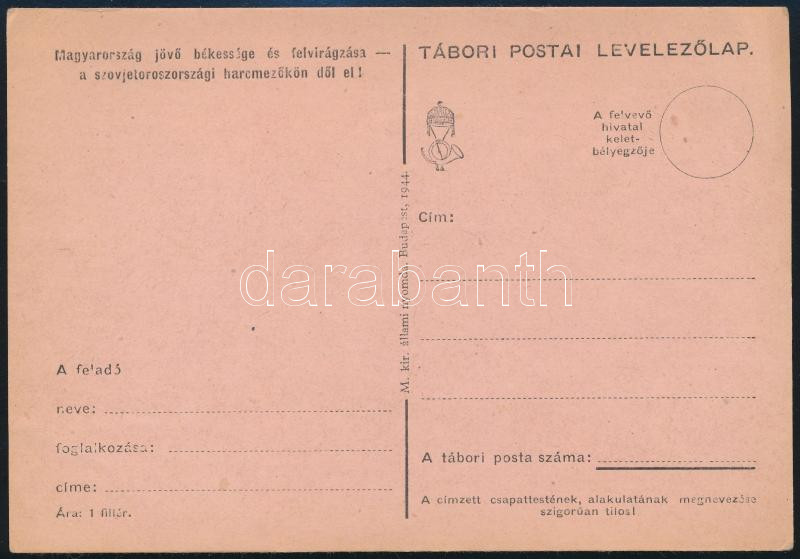 Magyarország jövő békessége és felvirágzása —
a szovjetoroszországi harcmezőkön dől el!
TÁBORI POSTAI LEVELEZŐLAP.
A felvevő
hivatal
kelet-
bélyegzője
Cím:
M. kir. állami nyomda, Budapest, 1944.
darabanth
A feladó
neve:
foglalkozása:
címe:
Ára: 1 fillér.
A tábori posta száma:
A címzett csapattestének, alakulatának megnevezése
szigorúan tilos!